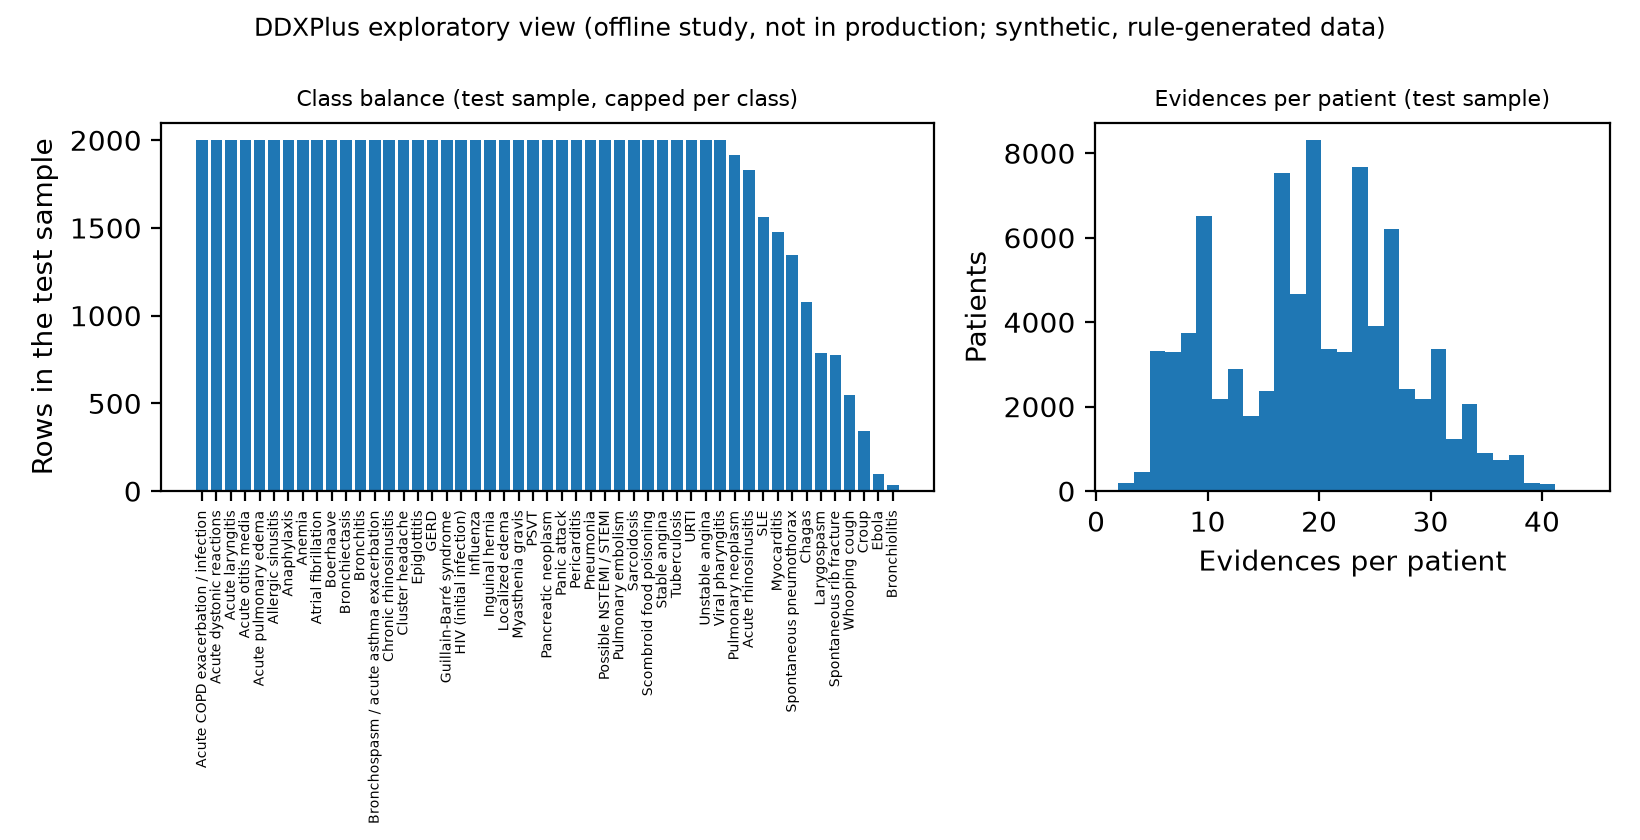 DDXPlus exploratory view (offline study, not in production; synthetic, rule-generated data)
Class balance (test sample, capped per class)
Rows in the test sample
2000
1500
1000
500
0
Acute COPD exacerbation / infection
Acute dystonic reactions
Acute laryngitis
Acute otitis media
Acute pulmonary edema
Allergic sinusitis
Anaphylaxis
Anemia
Atrial fibrillation
Boerhaave
Bronchiectasis
Bronchitis
Bronchospasm / acute asthma exacerbation
Chronic rhinosinusitis
Cluster headache
Epiglottitis
GERD
Guillain-Barré syndrome
HIV (initial infection)
Influenza
Inguinal hernia
Localized edema
Myasthenia gravis
PSVT
Pancreatic neoplasm
Panic attack
Pericarditis
Pneumonia
Possible NSTEMI / STEMI
Pulmonary embolism
Sarcoidosis
Scombroid food poisoning
Stable angina
Tuberculosis
URTI
Unstable angina
Viral pharyngitis
Pulmonary neoplasm
Acute rhinosinusitis
SLE
Myocarditis
Spontaneous pneumothorax
Chagas
Larygospasm
Spontaneous rib fracture
Whooping cough
Croup
Ebola
Bronchiolitis
Evidences per patient (test sample)
Patients
8000
6000
4000
2000
0
0 10 20 30 40
Evidences per patient